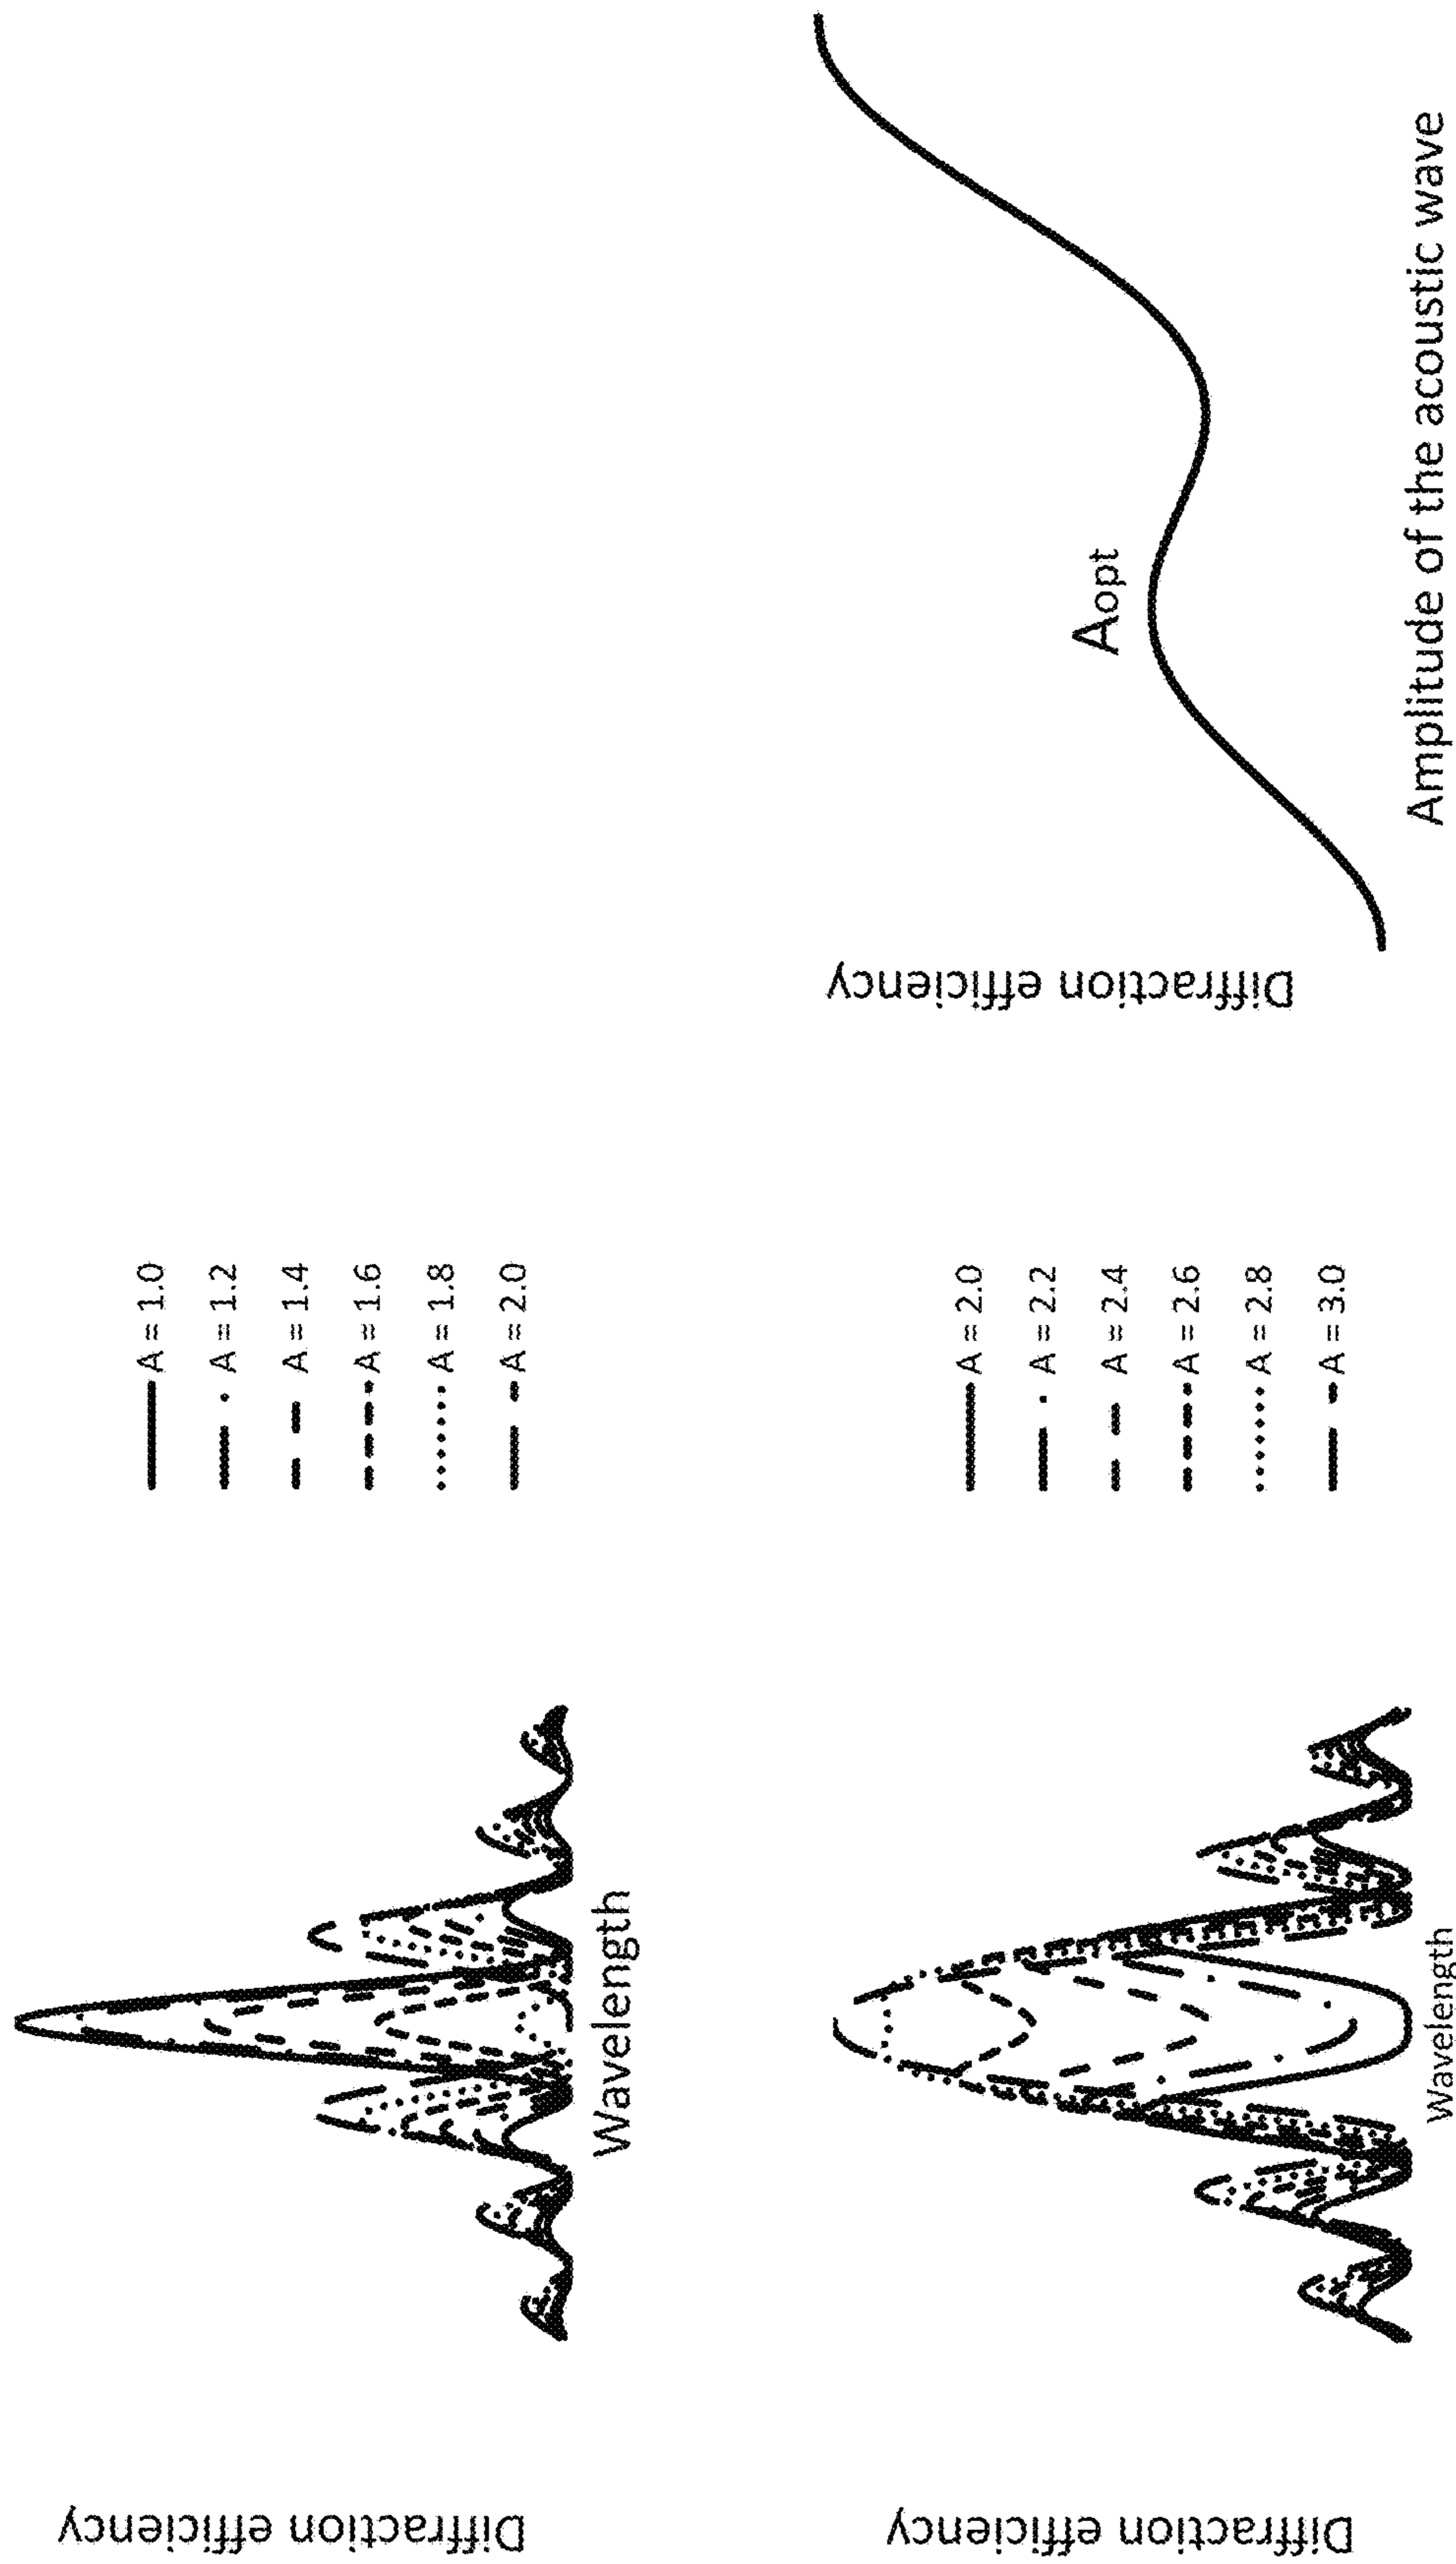 Diffraction efficiency
Wavelength
A = 1.0
A = 1.2
A = 1.4
A = 1.6
A = 1.8
A = 2.0
Diffraction efficiency
Wavelength
A = 2.0
A = 2.2
A = 2.4
A = 2.6
A = 2.8
A = 3.0
Diffraction efficiency
Aopt
Amplitude of the acoustic wave